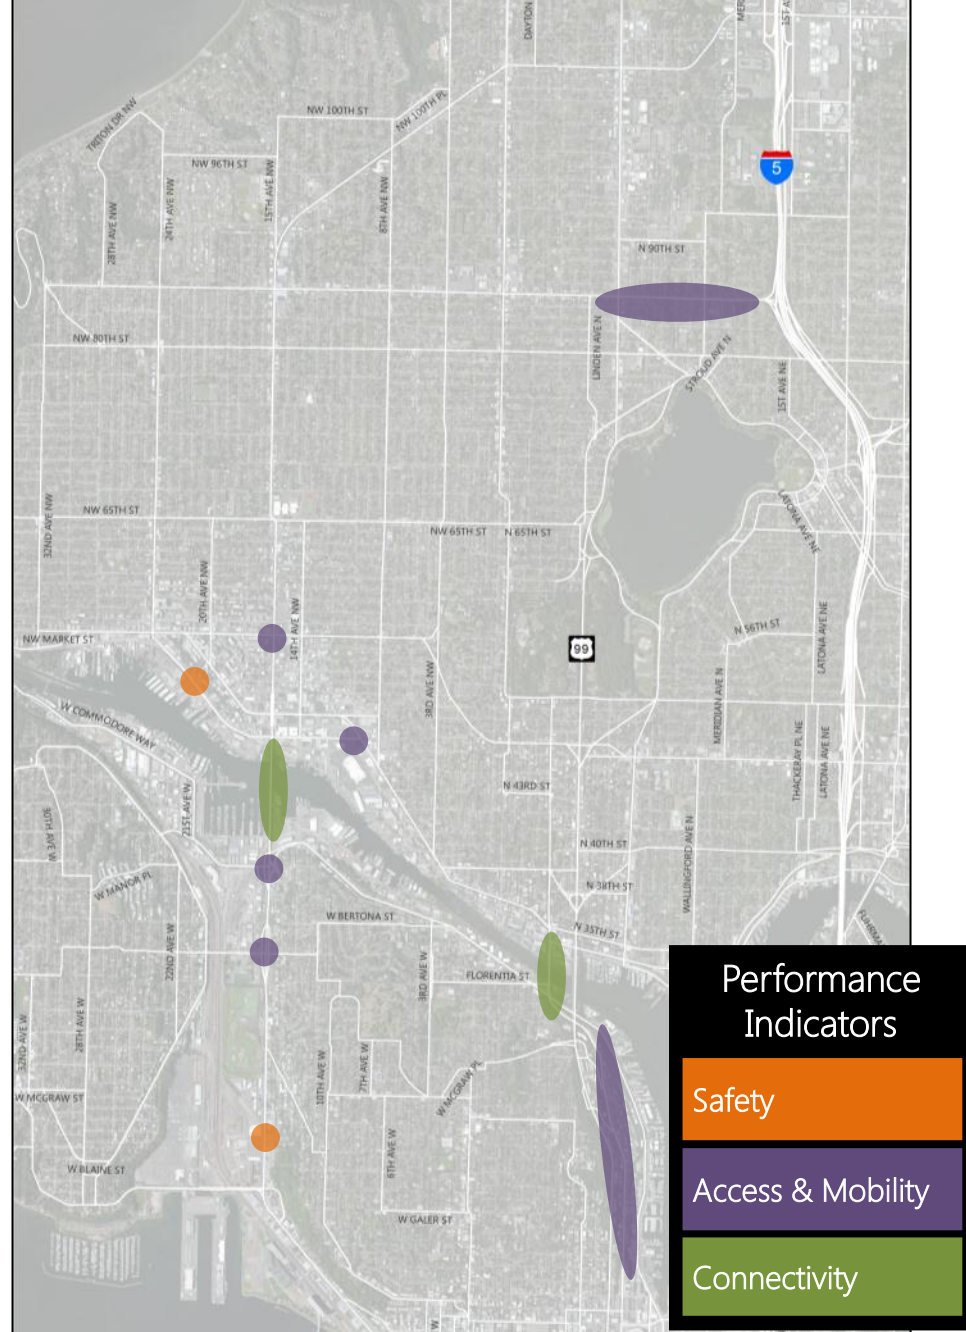 DAYTON
MER
1ST A
TRITON DR NW
NW 100TH ST
NW 100TH PL
NW 96TH ST
5
28TH AVE NW
24TH AVE NW
15TH AVE NW
8TH AVE NW
N 90TH ST
NW 80TH ST
LINDEN AVE N
STROUD AVE N
1ST AVE NE
32ND AVE NW
NW 65TH ST
NW 65TH ST
N 65TH ST
LATONA AVE NE
20TH AVE NW
14TH AVE NW
NW MARKET ST
99
N 56TH ST
LATONA AVE NE
3RD AVE NW
MERIDIAN AVE N
W COMMODORE WAY
THACKERAY PL NE
LATONA AVE NE
N 43RD ST
21ST AVE W
30TH AVE W
N 40TH ST
WALLINGFORD AVE N
W MANOR PL
N 38TH ST
W BERTONA ST
N 35TH ST
FUHRMA
22ND AVE W
3RD AVE W
FLORENTIA ST
32ND AVE W
28TH AVE W
10TH AVE W
7TH AVE W
W MCGRAW PL
W MCGRAW ST
6TH AVE W
W BLAINE ST
W GALER ST
W
Performance
Indicators
Safety
Access & Mobility
Connectivity